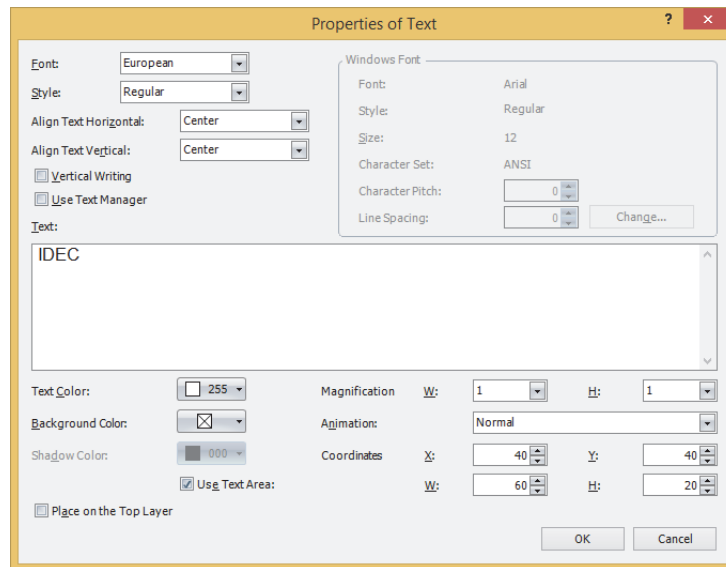 Properties of Text
?
Font: European
Style: Regular
Align Text Horizontal: Center
Align Text Vertical: Center
Vertical Writing
Use Text Manager
Windows Font
Font: Arial
Style: Regular
Size: 12
Character Set: ANSI
Character Pitch: 0
Line Spacing: 0 Change...
Text:
IDEC
Text Color: 255 Magnification W: 1 H: 1
Background Color: Animation: Normal
Shadow Color: 000 Coordinates X: 40 Y: 40
Use Text Area: W: 60 H: 20
Place on the Top Layer
OK Cancel